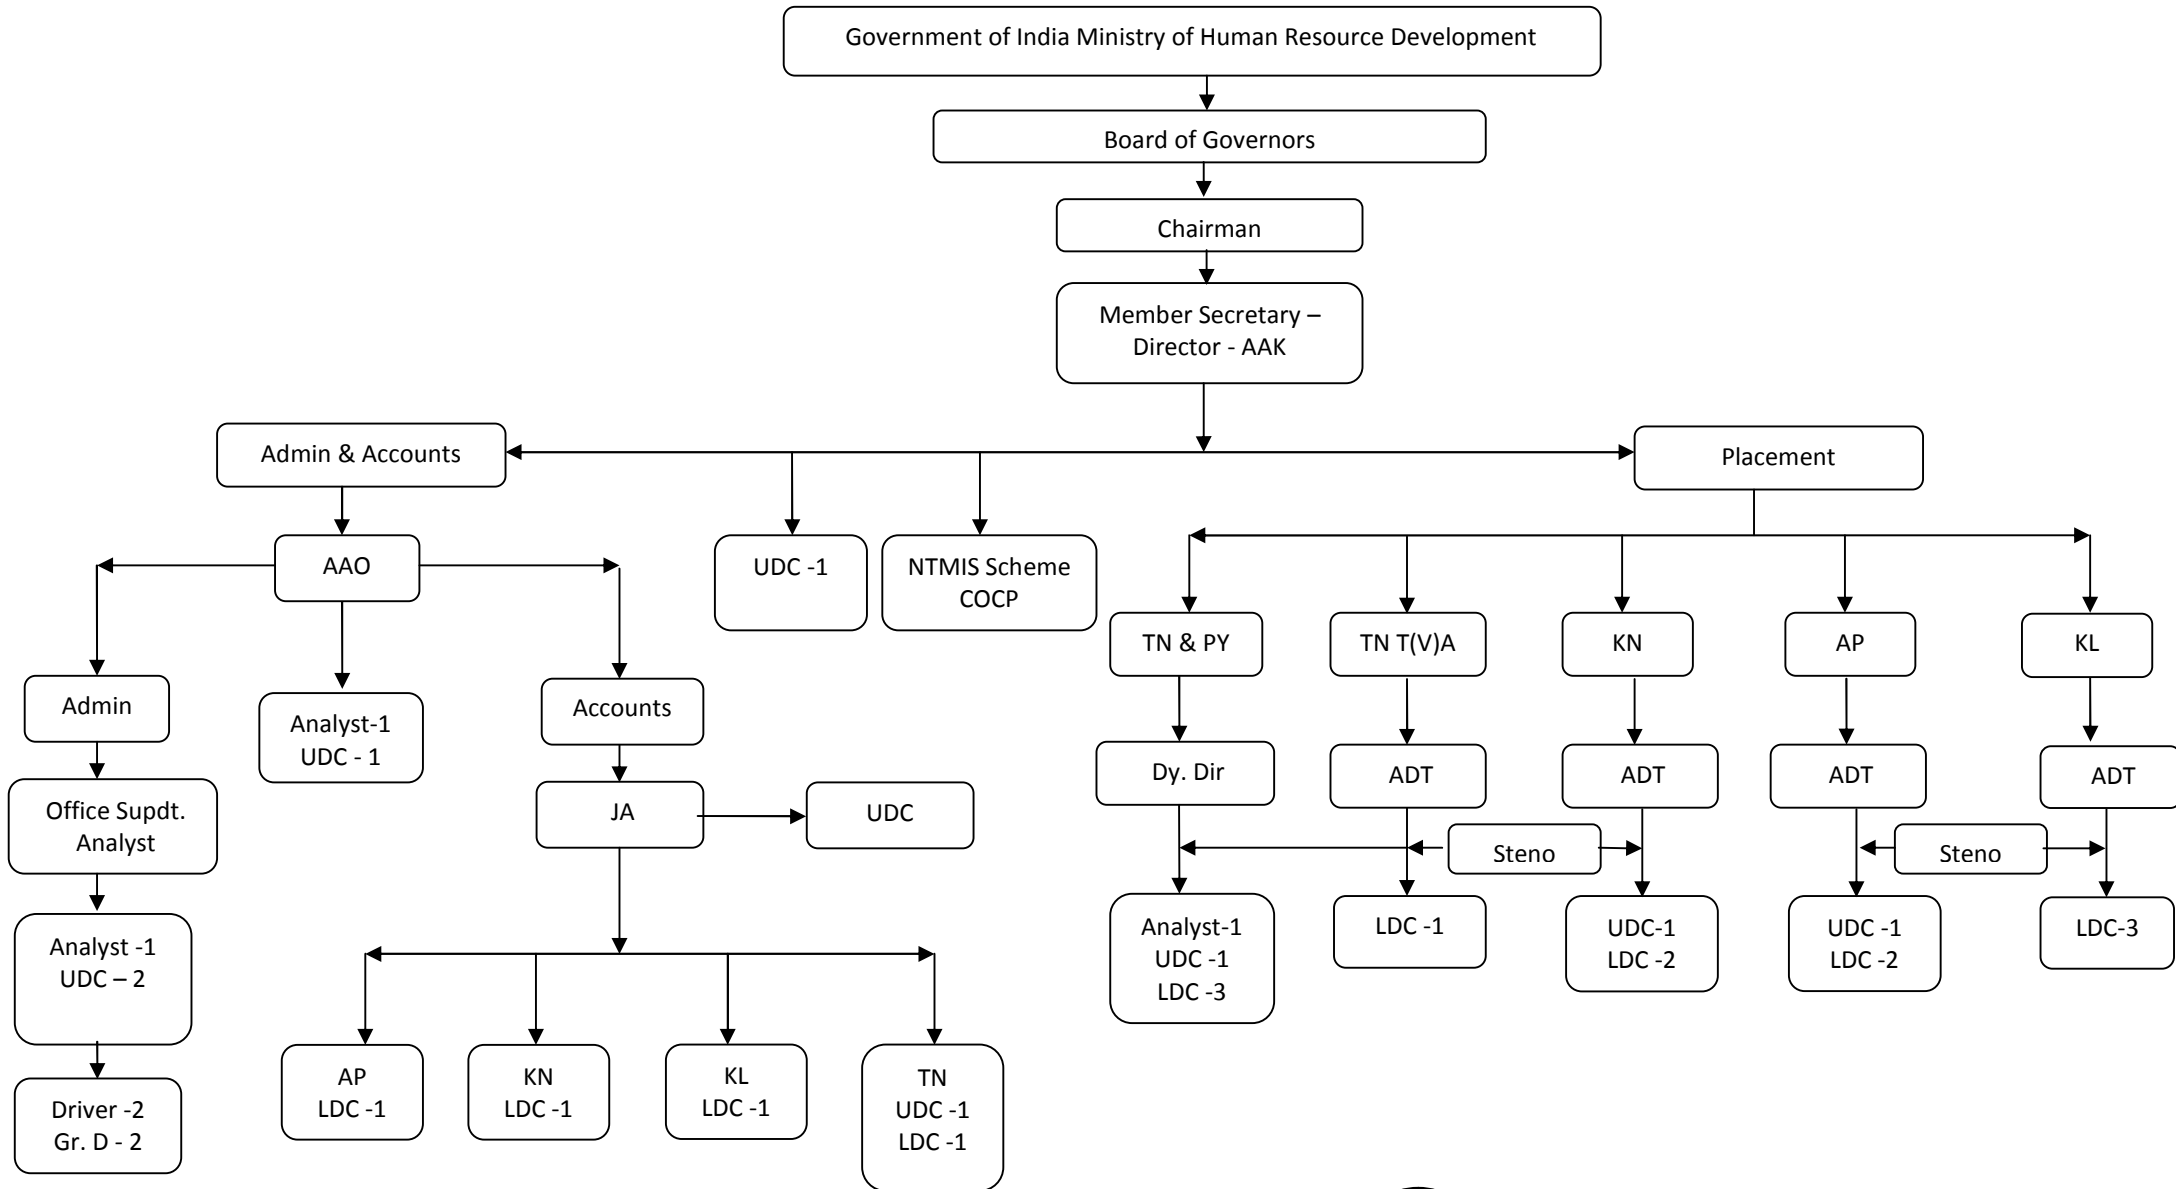 Government of India Ministry of Human Resource Development
Board of Governors
Chairman
Member Secretary –
Director - AAK
Admin & Accounts
Placement
AAO
UDC -1
NTMIS Scheme
COCP
TN & PY
TN T(V)A
KN
AP
KL
Admin
Analyst-1
UDC - 1
Accounts
Dy. Dir
ADT
ADT
ADT
ADT
Office Supdt.
Analyst
JA
UDC
Steno
Steno
Analyst -1
UDC – 2
Analyst-1
UDC -1
LDC -3
LDC -1
UDC-1
LDC -2
UDC -1
LDC -2
LDC-3
Driver -2
Gr. D - 2
AP
LDC -1
KN
LDC -1
KL
LDC -1
TN
UDC -1
LDC -1